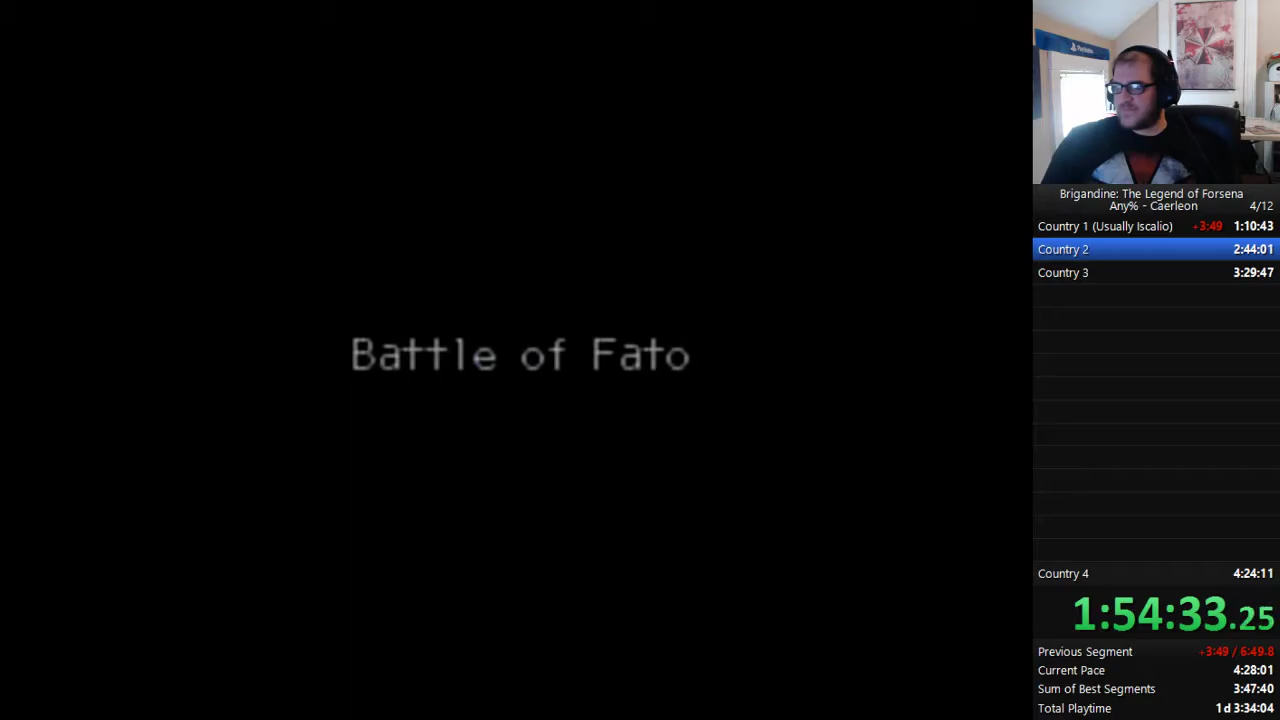 Battle of Fato
Brigandine: The Legend of Forsena
Any% - Caerleon 4/12
Country 1 (Usually Iscalio) +3:49 1:10:43
Country 2 2:44:01
Country 3 3:29:47
Country 4 4:24:11
1:54:33.25
Previous Segment +3:49 / 6:49.8
Current Pace 4:28:01
Sum of Best Segments 3:47:40
Total Playtime 1d 3:34:04